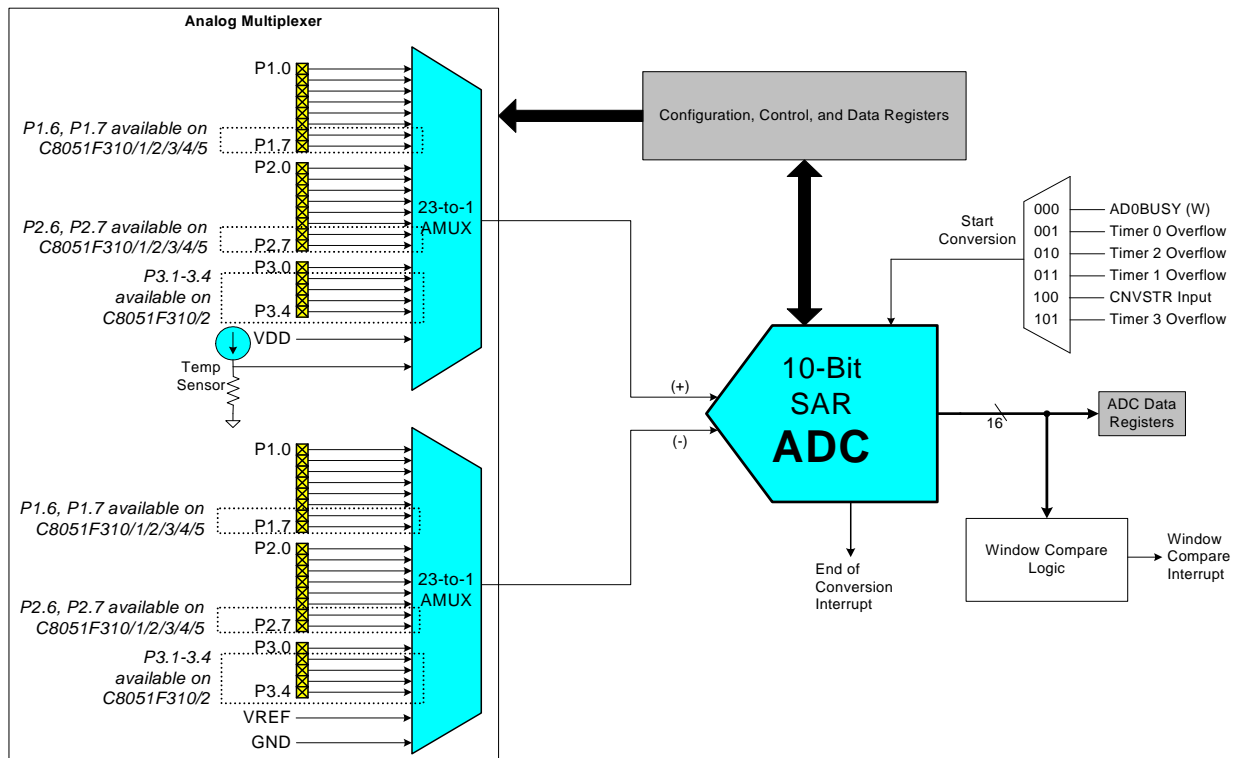 Analog Multiplexer
P1.0
P1.6, P1.7 available on
C8051F310/1/2/3/4/5
P1.7
P2.0
P2.6, P2.7 available on
C8051F310/1/2/3/4/5
P2.7
P3.0
P3.1-3.4
available on
C8051F310/2
P3.4
VDD
Temp
Sensor
23-to-1
AMUX
P1.0
P1.6, P1.7 available on
C8051F310/1/2/3/4/5
P1.7
P2.0
P2.6, P2.7 available on
C8051F310/1/2/3/4/5
P2.7
P3.0
P3.1-3.4
available on
C8051F310/2
P3.4
VREF
GND
23-to-1
AMUX
Configuration, Control, and Data Registers
Start
Conversion
000 AD0BUSY (W)
001 Timer 0 Overflow
010 Timer 2 Overflow
011 Timer 1 Overflow
100 CNVSTR Input
101 Timer 3 Overflow
(+)
(-)
10-Bit
SAR
ADC
16
ADC Data
Registers
End of
Conversion
Interrupt
Window Compare
Logic
Window
Compare
Interrupt